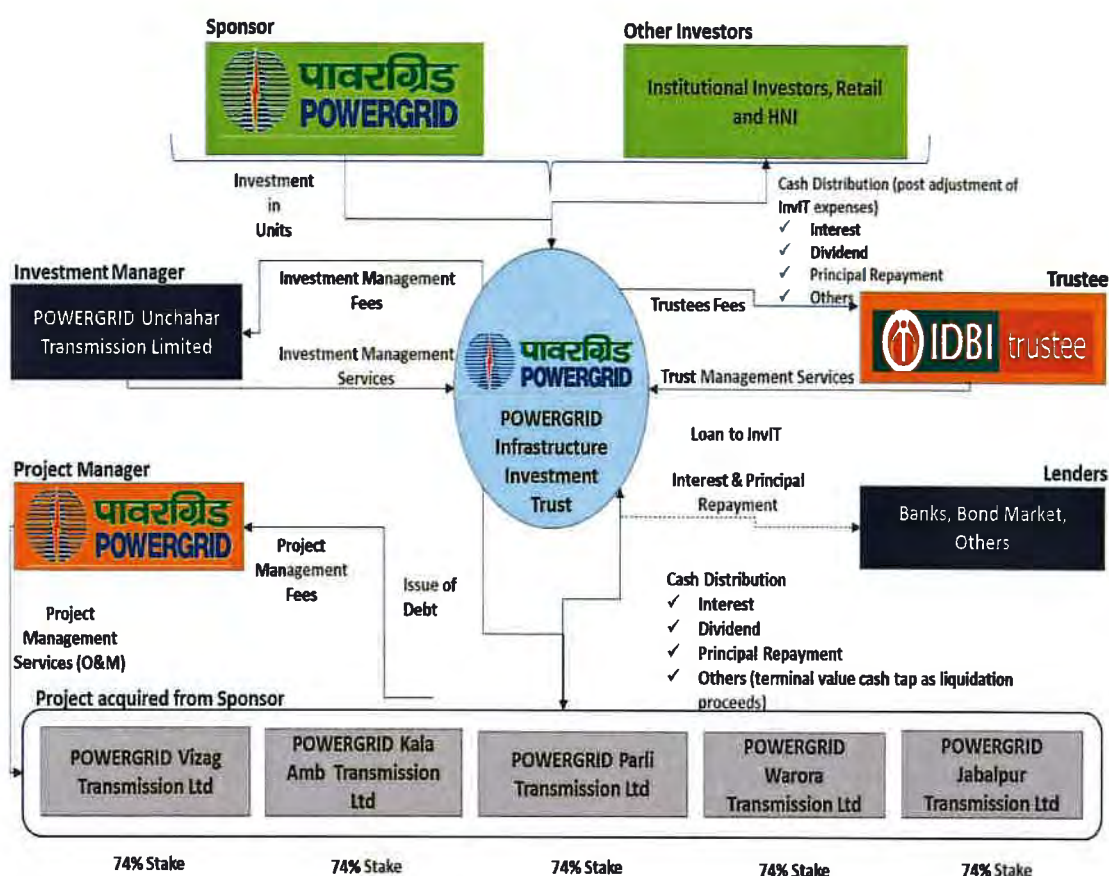 Sponsor
पावरग्रिड
POWERGRID
Other Investors
Institutional Investors, Retail
and HNI
Investment
in
Units
Cash Distribution (post adjustment of
InvIT expenses)
✓ Interest
✓ Dividend
✓ Principal Repayment
✓ Others
Investment Manager
POWERGRID Unchahar
Transmission Limited
Investment Management
Fees
Investment Management
Services
Trustees Fees
Trustee
IDBI trustee
Trust Management Services
पावरग्रिड
POWERGRID
POWERGRID
Infrastructure
Investment
Trust
Loan to InvIT
Interest & Principal
Repayment
Lenders
Banks, Bond Market,
Others
Project Manager
पावरग्रिड
POWERGRID
Project
Management
Fees
Issue of
Debt
Project
Management
Services (O&M)
Cash Distribution
✓ Interest
✓ Dividend
✓ Principal Repayment
✓ Others (terminal value cash tap as liquidation
proceeds)
Project acquired from Sponsor
POWERGRID Vizag
Transmission Ltd
POWERGRID Kala
Amb Transmission
Ltd
POWERGRID Parli
Transmission Ltd
POWERGRID
Warora
Transmission Ltd
POWERGRID
Jabalpur
Transmission Ltd
74% Stake
74% Stake
74% Stake
74% Stake
74% Stake